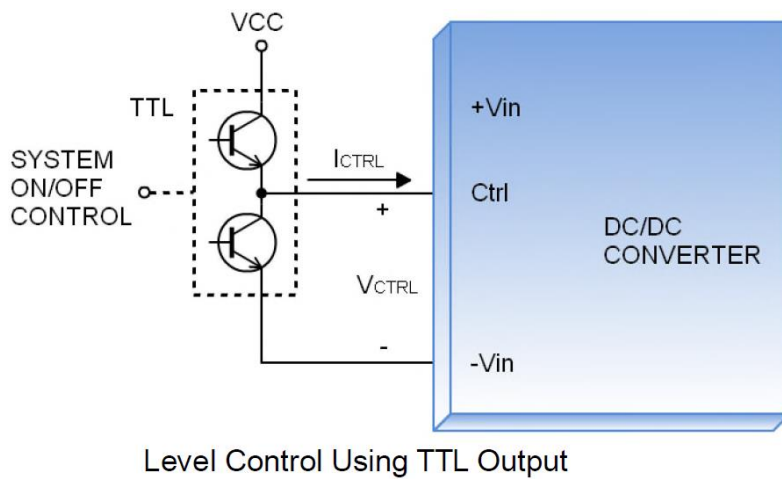 VCC
TTL
SYSTEM
ON/OFF
CONTROL
ICTRL
+
VCTRL
-
+Vin
Ctrl
DC/DC
CONVERTER
-Vin
Level Control Using TTL Output